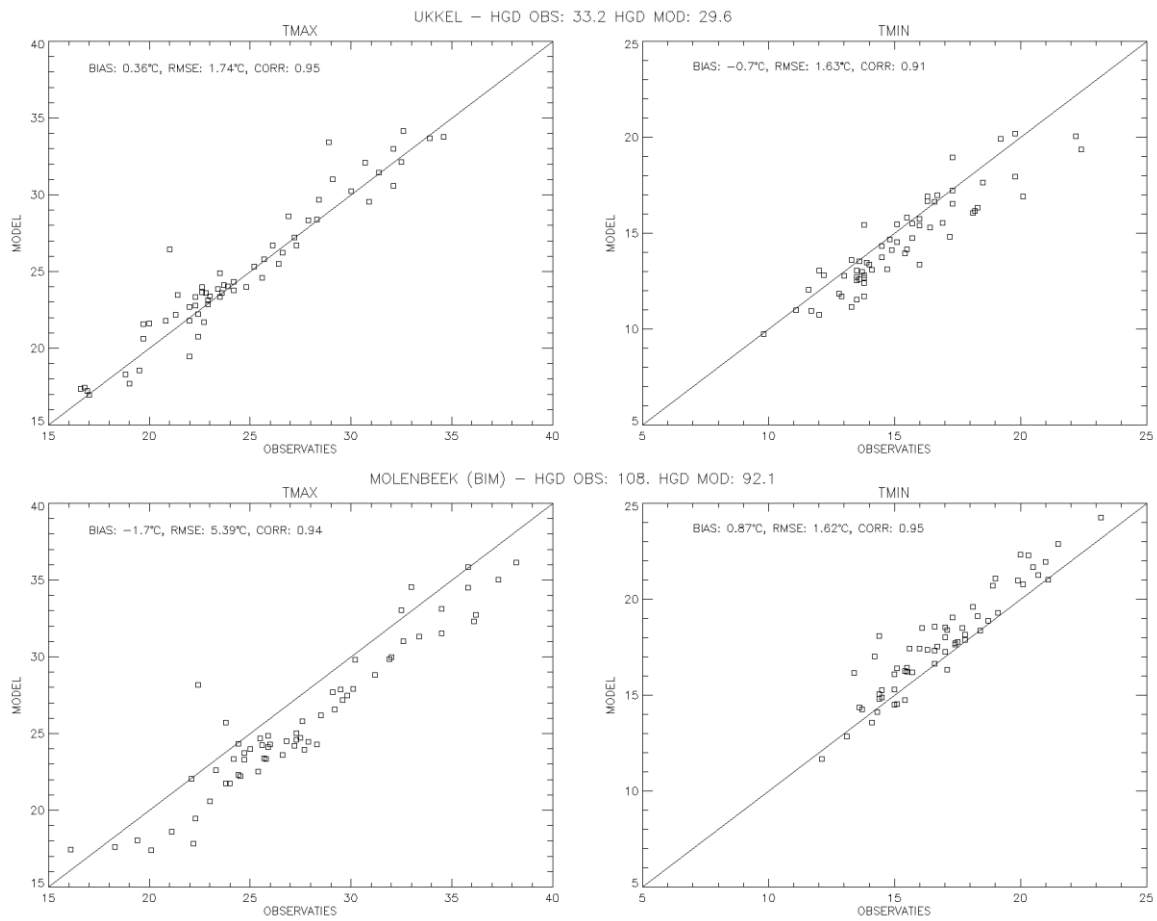 UKKEL – HGD OBS: 33.2 HGD MOD: 29.6
TMAX
BIAS: 0.36°C, RMSE: 1.74°C, CORR: 0.95
40
35
30
25
20
15
MODEL
15 20 25 30 35 40
OBSERVATIES
TMIN
BIAS: –0.7°C, RMSE: 1.63°C, CORR: 0.91
25
20
15
10
5
MODEL
5 10 15 20 25
OBSERVATIES
MOLENBEEK (BIM) – HGD OBS: 108. HGD MOD: 92.1
TMAX
BIAS: –1.7°C, RMSE: 5.39°C, CORR: 0.94
40
35
30
25
20
15
MODEL
15 20 25 30 35 40
OBSERVATIES
TMIN
BIAS: 0.87°C, RMSE: 1.62°C, CORR: 0.95
25
20
15
10
5
MODEL
5 10 15 20 25
OBSERVATIES